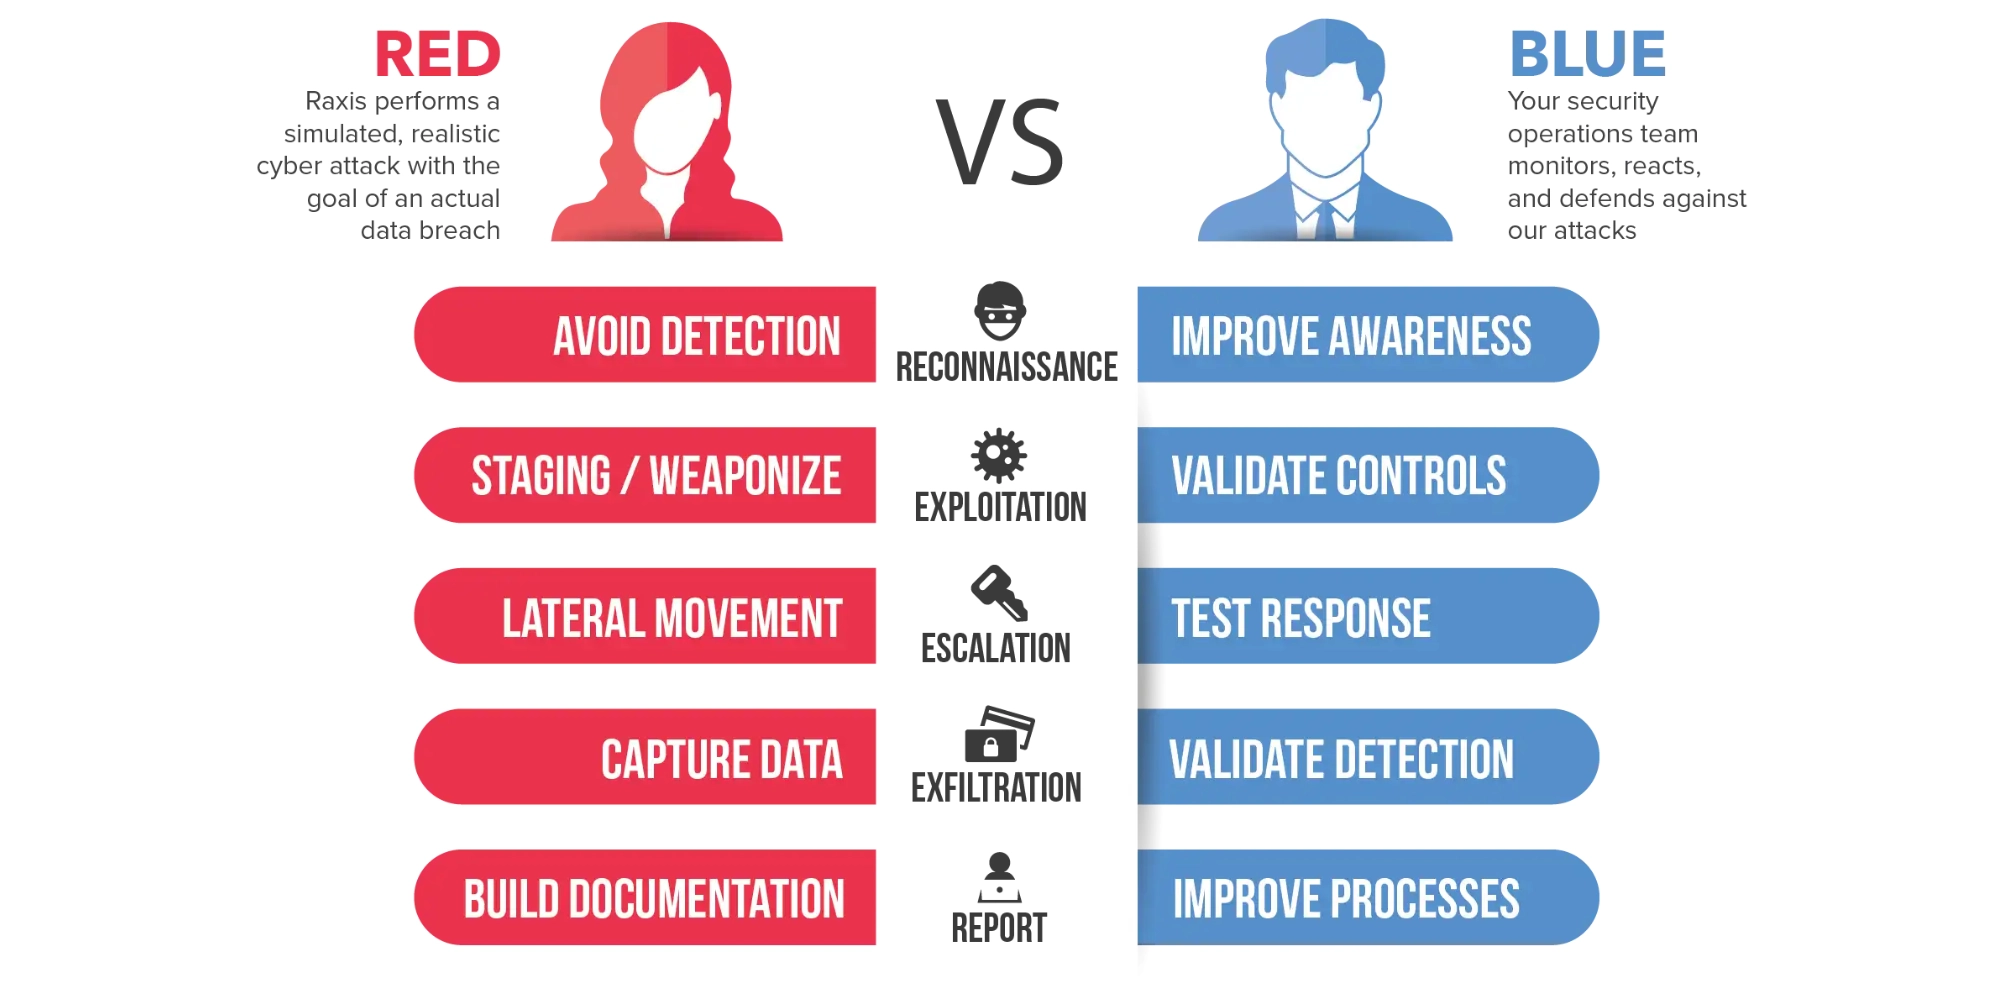 RED
Raxis performs a
simulated, realistic
cyber attack with the
goal of an actual
data breach
VS
BLUE
Your security
operations team
monitors, reacts,
and defends against
our attacks
AVOID DETECTION
RECONNAISSANCE
IMPROVE AWARENESS
STAGING / WEAPONIZE
EXPLOITATION
VALIDATE CONTROLS
LATERAL MOVEMENT
ESCALATION
TEST RESPONSE
CAPTURE DATA
EXFILTRATION
VALIDATE DETECTION
BUILD DOCUMENTATION
REPORT
IMPROVE PROCESSES